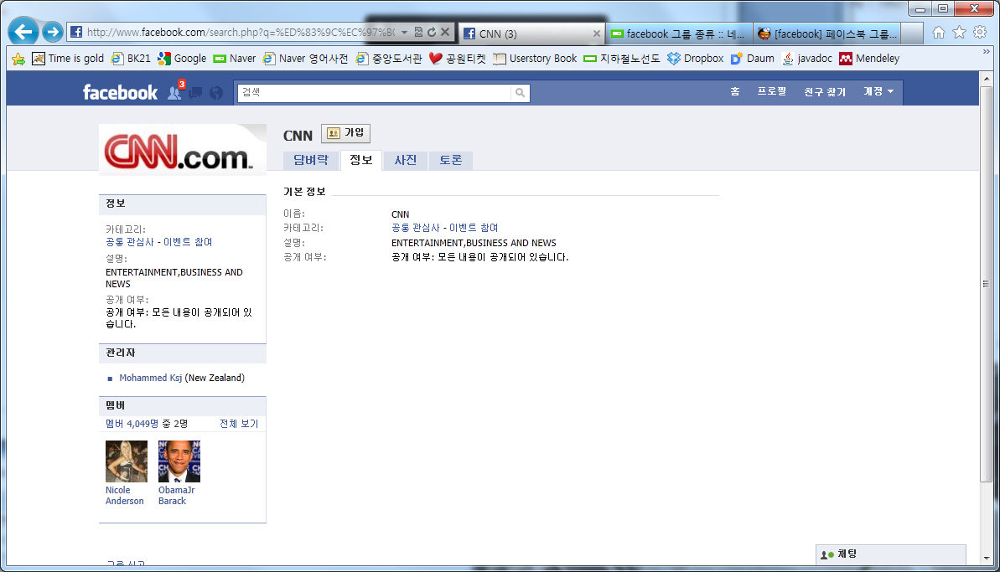 http://www.facebook.com/search.php?q=%ED%83%9C%EC%97%B0
CNN (3)
facebook 그룹 종류 :: 네...
[facebook] 페이스북 그룹...
Time is gold
BK21
Google
Naver
Naver 영어사전
중앙도서관
공원티켓
Userstory Book
지하철노선도
Dropbox
Daum
javadoc
Mendeley
facebook
3
검색
홈
프로필
친구 찾기
계정
CNN.com
CNN
가입
담벼락
정보
사진
토론
기본 정보
이름:
CNN
카테고리:
공통 관심사 - 이벤트 참여
설명:
ENTERTAINMENT,BUSINESS AND NEWS
공개 여부:
공개 여부: 모든 내용이 공개되어 있습니다.
정보
카테고리:
공통 관심사 - 이벤트 참여
설명:
ENTERTAINMENT,BUSINESS AND
NEWS
공개 여부:
공개 여부: 모든 내용이 공개되어 있
습니다.
관리자
Mohammed Ksj (New Zealand)
멤버
멤버 4,049명 중 2명
전체 보기
Nicole
Anderson
ObamaJr
Barack
그룹 신고
채팅